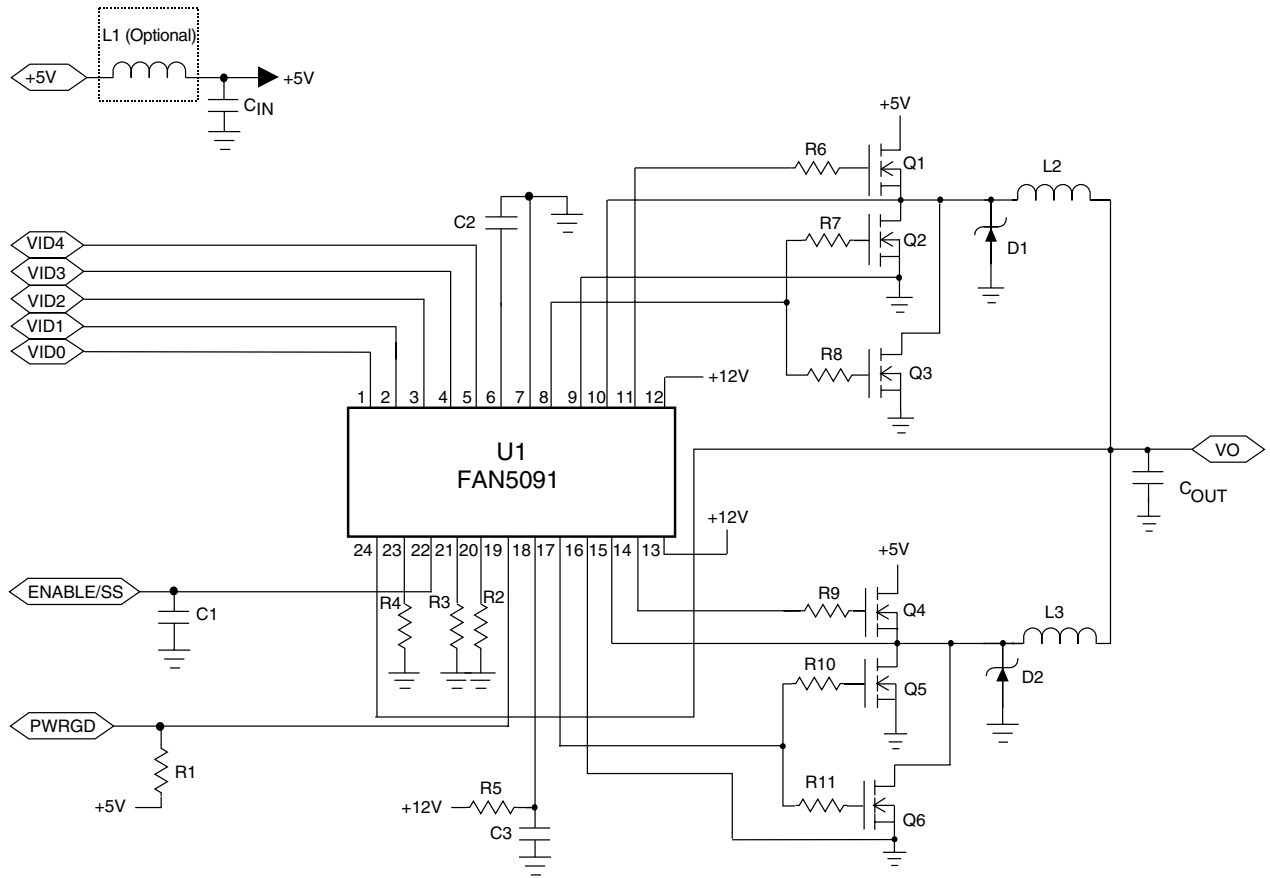 L1 (Optional)
+5V
+5V
CIN
+5V
R6
Q1
L2
C2
R7
Q2
D1
VID4
VID3
VID2
VID1
VID0
R8
Q3
+12V
1 2 3 4 5 6 7 8 9 10 11 12
U1
FAN5091
VO
COUT
+12V
24 23 22 21 20 19 18 17 16 15 14 13
+5V
ENABLE/SS
C1
R4
R3
R2
R9
Q4
L3
R10
Q5
D2
PWRGD
R1
+5V
R5
+12V
C3
R11
Q6